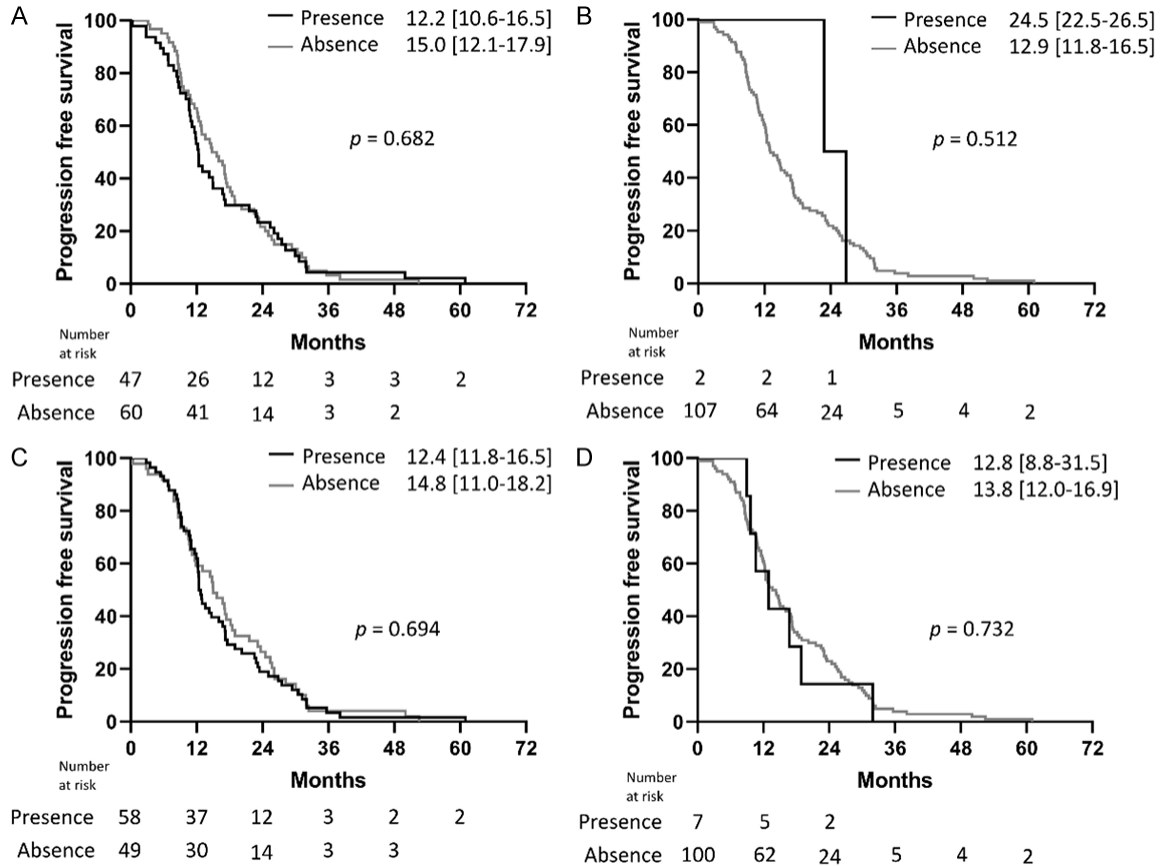 A
Presence 12.2 [10.6-16.5]
Absence 15.0 [12.1-17.9]
Progression free survival
100
80
60
40
20
0
p = 0.682
0 12 24 36 48 60 72
Months
Number
at risk
Presence 47 26 12 3 3 2
Absence 60 41 14 3 2
B
Presence 24.5 [22.5-26.5]
Absence 12.9 [11.8-16.5]
Progression free survival
100
80
60
40
20
0
p = 0.512
0 12 24 36 48 60 72
Months
Number
at risk
Presence 2 2 1
Absence 107 64 24 5 4 2
C
Presence 12.4 [11.8-16.5]
Absence 14.8 [11.0-18.2]
Progression free survival
100
80
60
40
20
0
p = 0.694
0 12 24 36 48 60 72
Months
Number
at risk
Presence 58 37 12 3 2 2
Absence 49 30 14 3 3
D
Presence 12.8 [8.8-31.5]
Absence 13.8 [12.0-16.9]
Progression free survival
100
80
60
40
20
0
p = 0.732
0 12 24 36 48 60 72
Months
Number
at risk
Presence 7 5 2
Absence 100 62 24 5 4 2